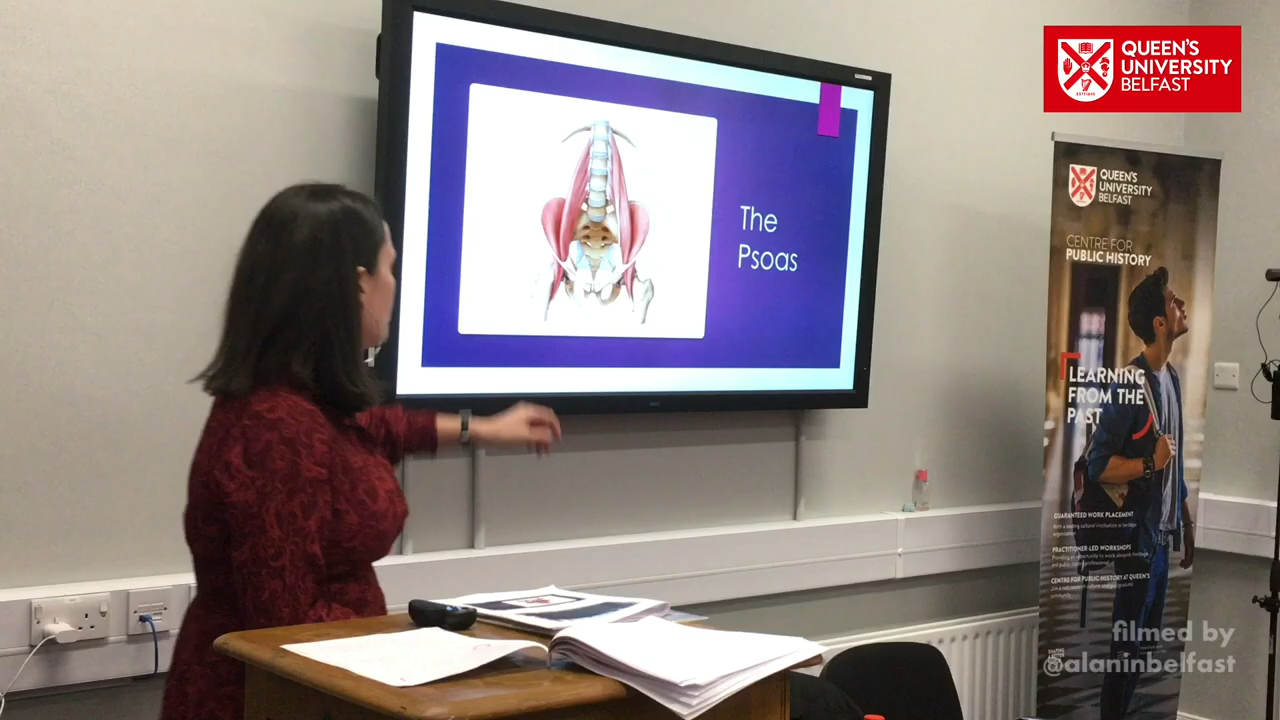 The
Psoas
QUEEN'S
UNIVERSITY
BELFAST
QUEEN'S
UNIVERSITY
BELFAST
CENTRE FOR
PUBLIC HISTORY
LEARNING
FROM THE
PAST
GUARANTEED WORK PLACEMENT
PRACTITIONER-LED WORKSHOPS
CENTRE FOR PUBLIC HISTORY AT QUEEN'S
filmed by
@alaninbelfast